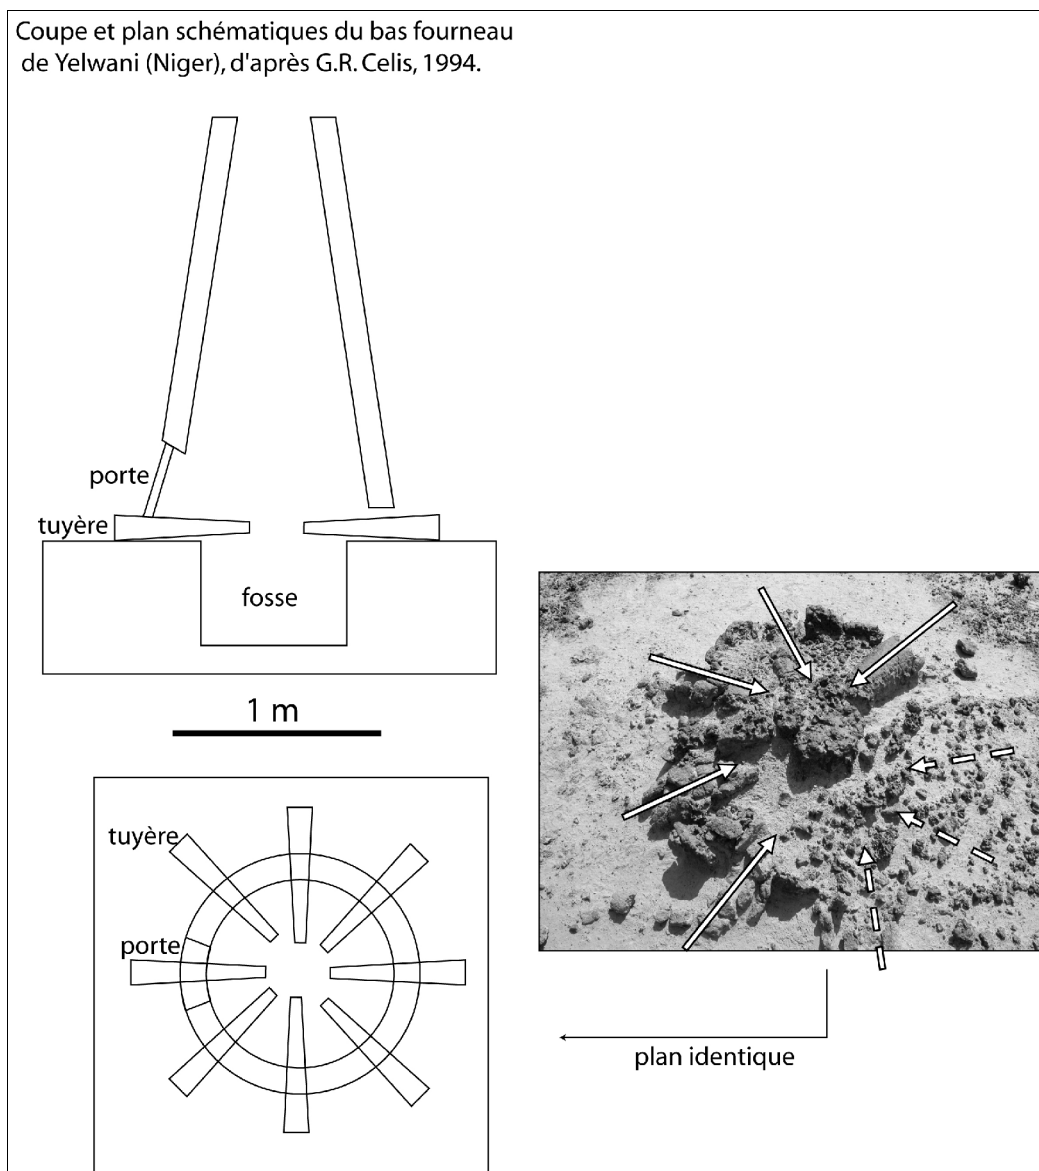 Coupe et plan schématiques du bas fourneau
de Yelwani (Niger), d'après G.R. Celis, 1994.
porte
tuyère
fosse
1 m
tuyère
porte
plan identique